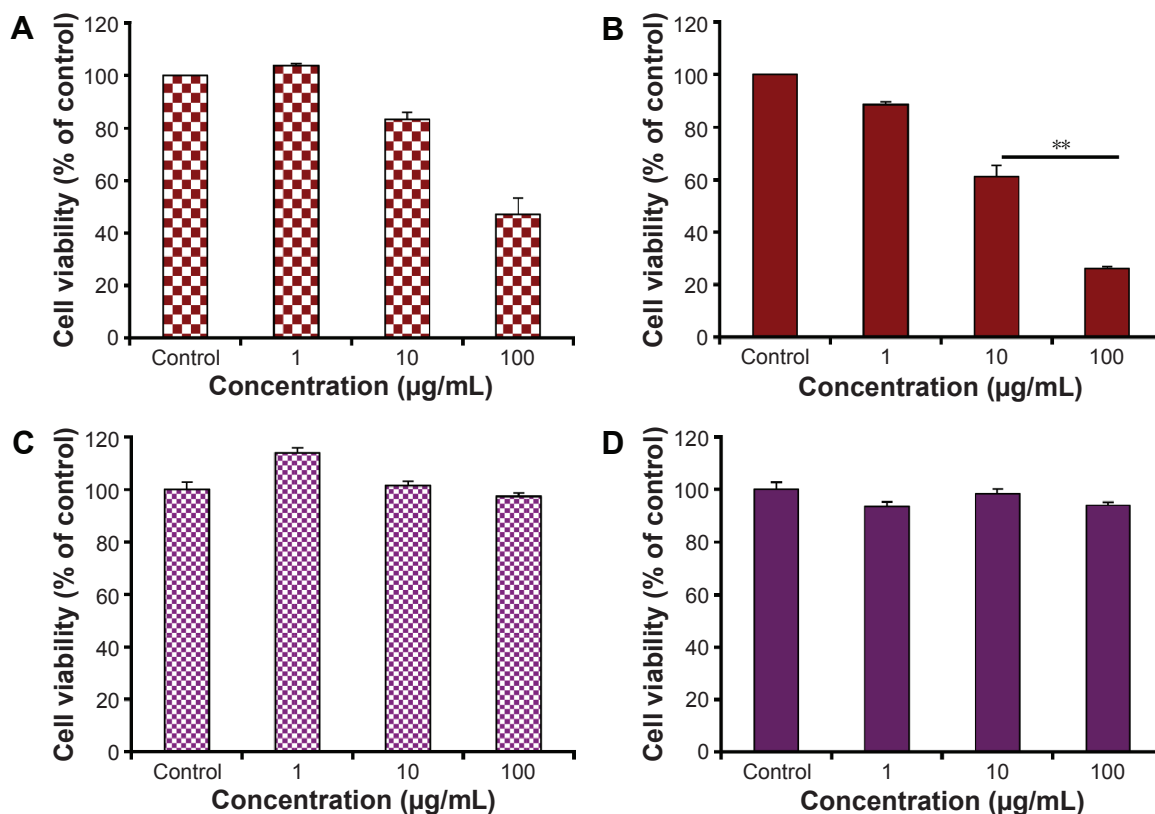 A
Cell viability (% of control)
120
100
80
60
40
20
0
Control 1 10 100
Concentration (µg/mL)
B
Cell viability (% of control)
120
100
80
60
40
20
0
**
Control 1 10 100
Concentration (µg/mL)
C
Cell viability (% of control)
120
100
80
60
40
20
0
Control 1 10 100
Concentration (µg/mL)
D
Cell viability (% of control)
120
100
80
60
40
20
0
Control 1 10 100
Concentration (µg/mL)